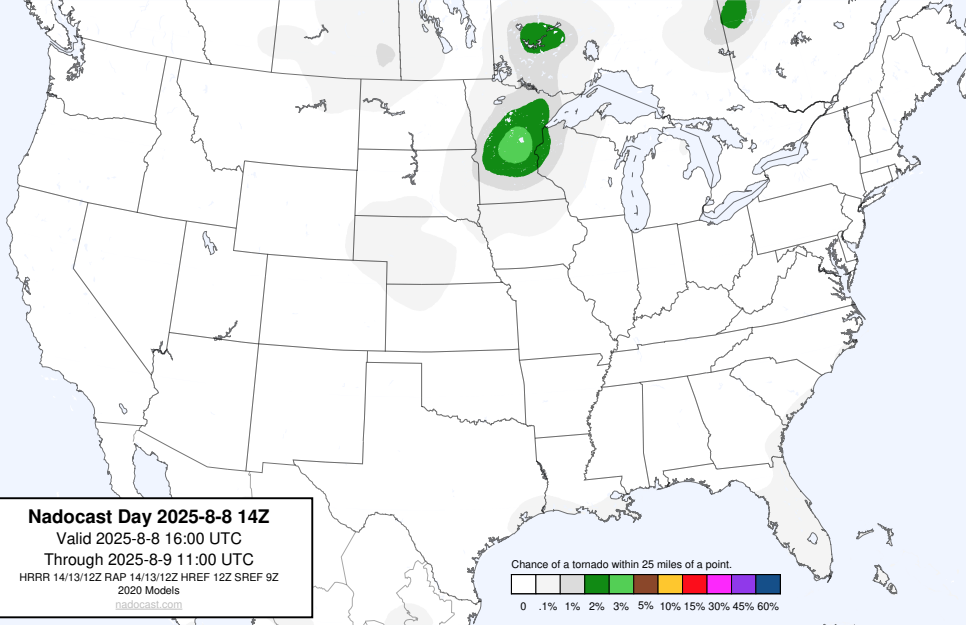 Nadocast Day 2025-8-8 14Z
Valid 2025-8-8 16:00 UTC
Through 2025-8-9 11:00 UTC
HRRR 14/13/12Z RAP 14/13/12Z HREF 12Z SREF 9Z
2020 Models
nadocast.com
Chance of a tornado within 25 miles of a point.
0 .1% 1% 2% 3% 5% 10% 15% 30% 45% 60%